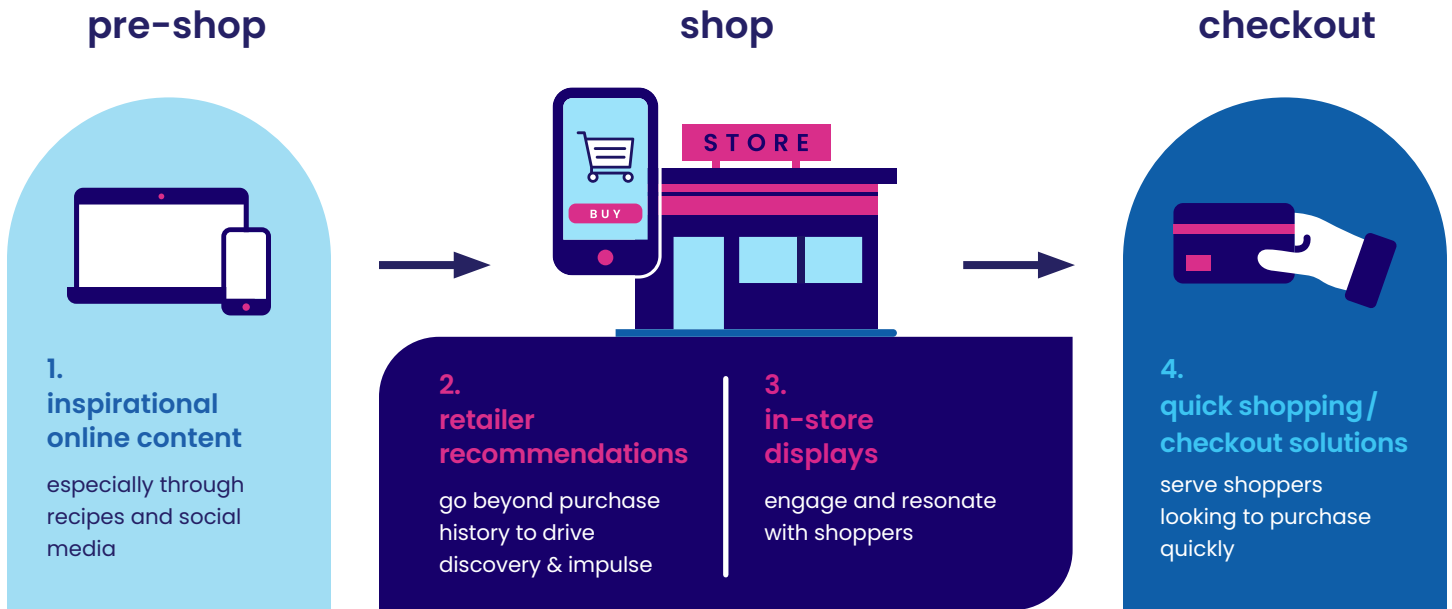 pre-shop
shop
checkout
STORE
BUY
1.
inspirational
online content
especially through
recipes and social
media
2.
retailer
recommendations
go beyond purchase
history to drive
discovery & impulse
3.
in-store
displays
engage and resonate
with shoppers
4.
quick shopping/
checkout solutions
serve shoppers
looking to purchase
quickly